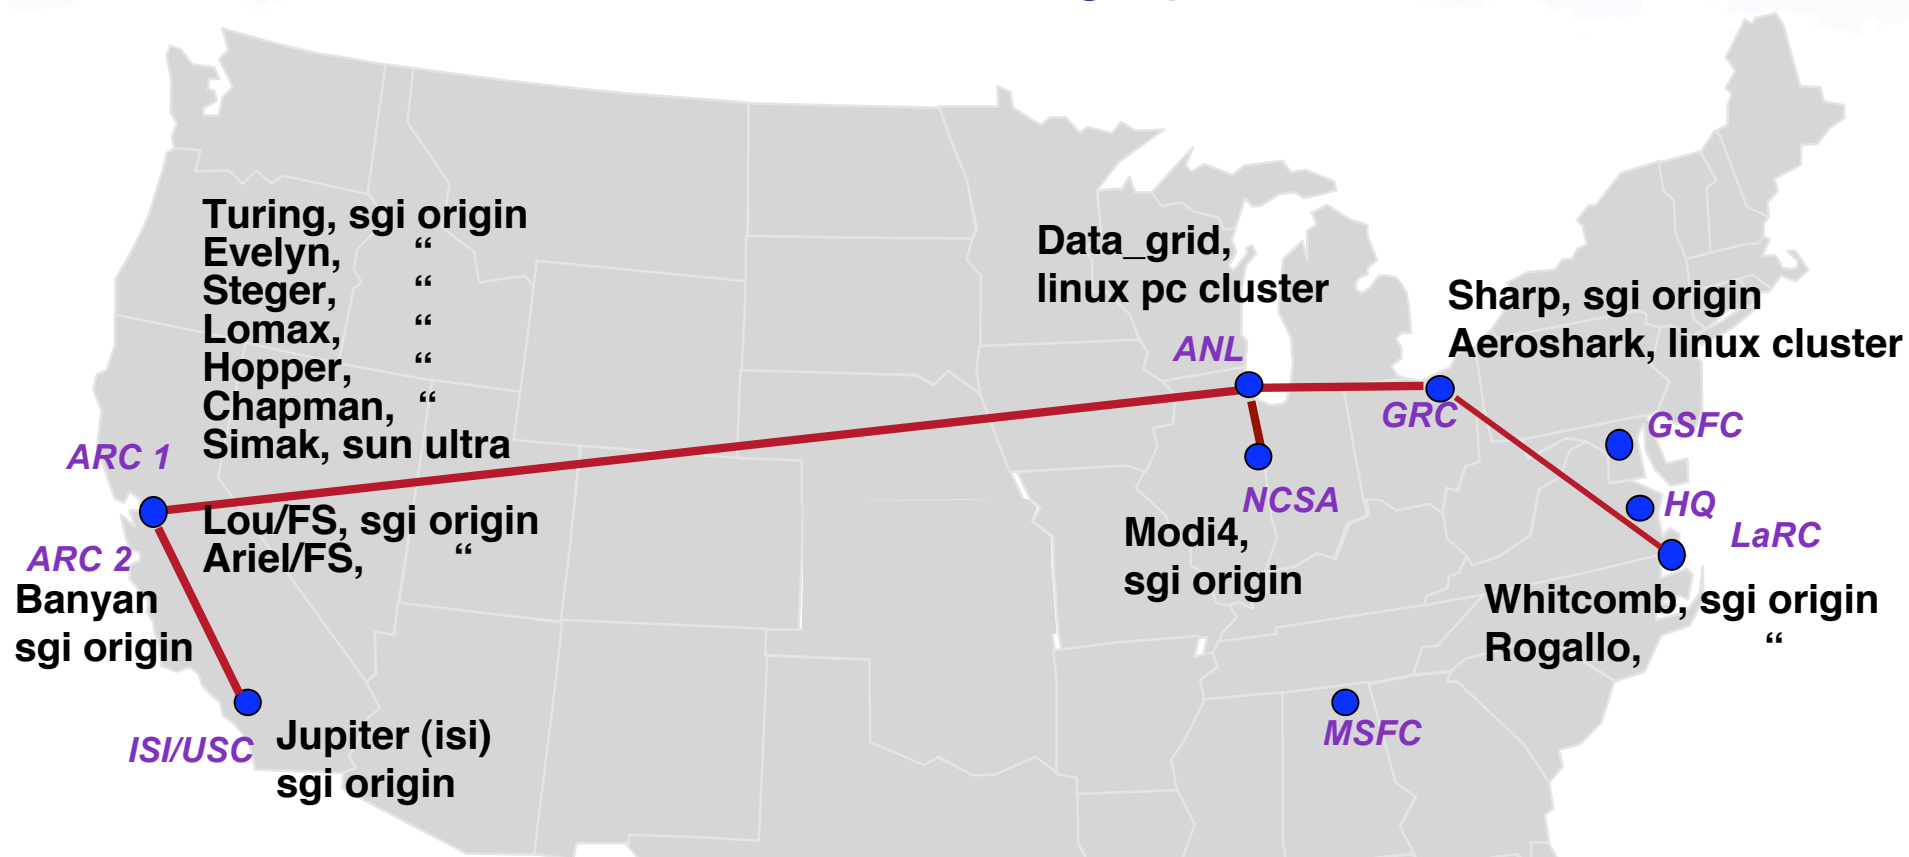 Turing, sgi origin
Evelyn, “
Steger, “
Lomax, “
Hopper, “
Chapman, “
Simak, sun ultra
ARC 1
Lou/FS, sgi origin
Ariel/FS, “
ARC 2
Banyan
sgi origin
ISI/USC
Jupiter (isi)
sgi origin
Data_grid,
linux pc cluster
ANL
NCSA
Modi4,
sgi origin
Sharp, sgi origin
Aeroshark, linux cluster
GRC
GSFC
HQ
LaRC
Whitcomb, sgi origin
Rogallo, “
MSFC